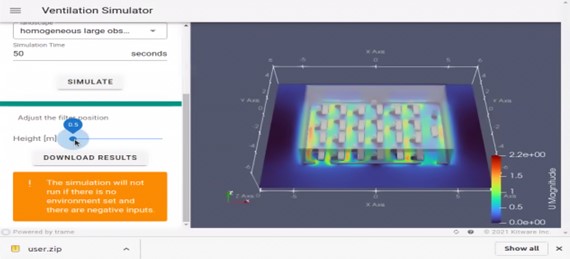 Ventilation Simulator
Landscape
homogeneous large obs...
Simulation Time
50 seconds
SIMULATE
Adjust the filter position
0.5
Height [m]
DOWNLOAD RESULTS
! The simulation will not
run if there is no
environment set and
there are negative inputs.
X Axis
Y Axis
Y Axis
Z Axis
X Axis
2.2e+00
1.5
1
0.5
0.0e+00
U Magnitude
Powered by trame
© 2021 Kitware Inc.
user.zip
Show all